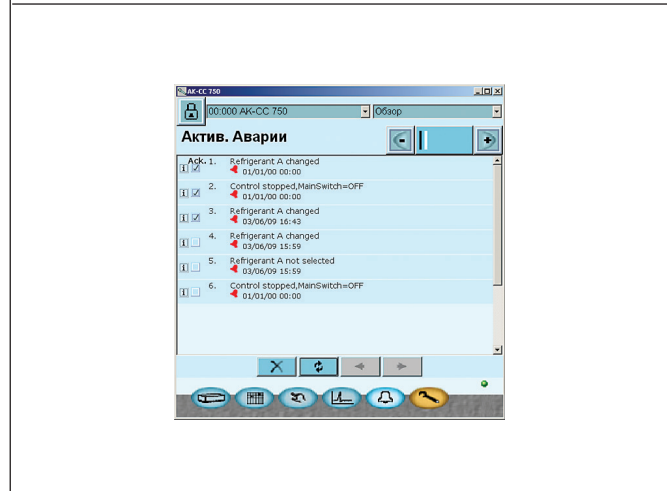 AK-CC 750
00:000 AK-CC 750
Обзор
Актив. Аварии
Ack. 1. Refrigerant A changed
01/01/00 00:00
2. Control stopped,MainSwitch=OFF
01/01/00 00:00
3. Refrigerant A changed
03/06/09 16:43
4. Refrigerant A changed
03/06/09 15:59
5. Refrigerant A not selected
03/06/09 15:59
6. Control stopped,MainSwitch=OFF
01/01/00 00:00